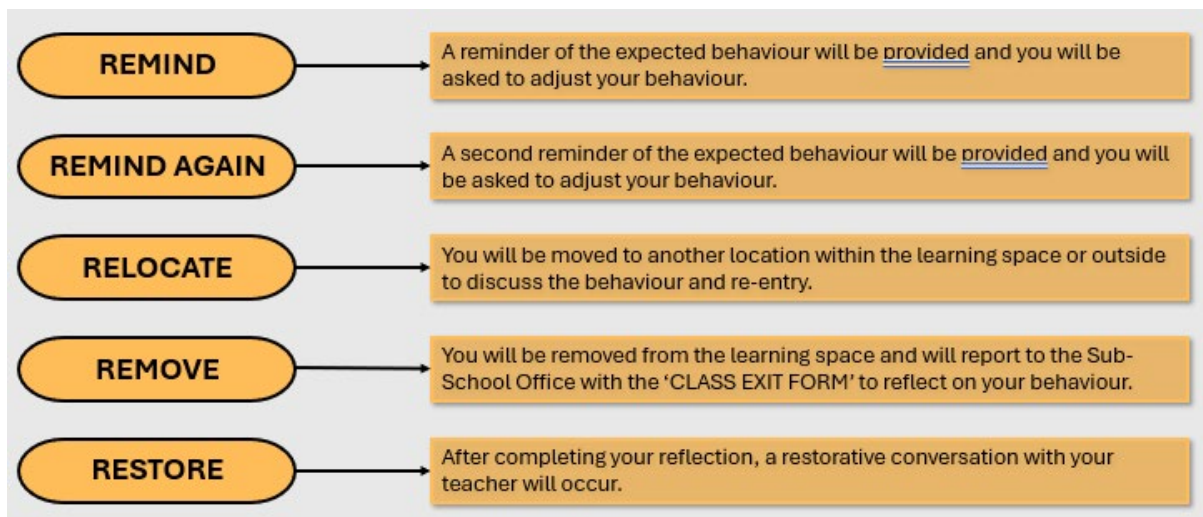 REMIND
A reminder of the expected behaviour will be provided and you will be
asked to adjust your behaviour.
REMIND AGAIN
A second reminder of the expected behaviour will be provided and you will
be asked to adjust your behaviour.
RELOCATE
You will be moved to another location within the learning space or outside
to discuss the behaviour and re-entry.
REMOVE
You will be removed from the learning space and will report to the Sub-
School Office with the ‘CLASS EXIT FORM’ to reflect on your behaviour.
RESTORE
After completing your reflection, a restorative conversation with your
teacher will occur.